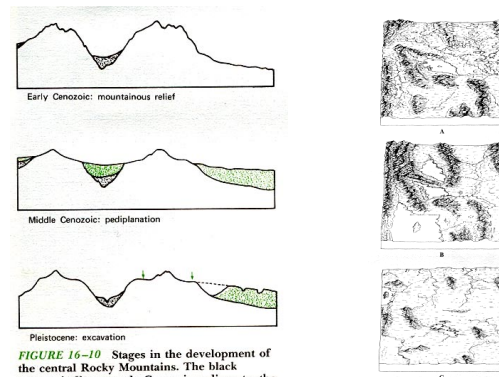 Early Cenozoic: mountainous relief
Middle Cenozoic: pediplanation
Pleistocene: excavation
FIGURE 16–10 Stages in the development of
the central Rocky Mountains. The black
A
B